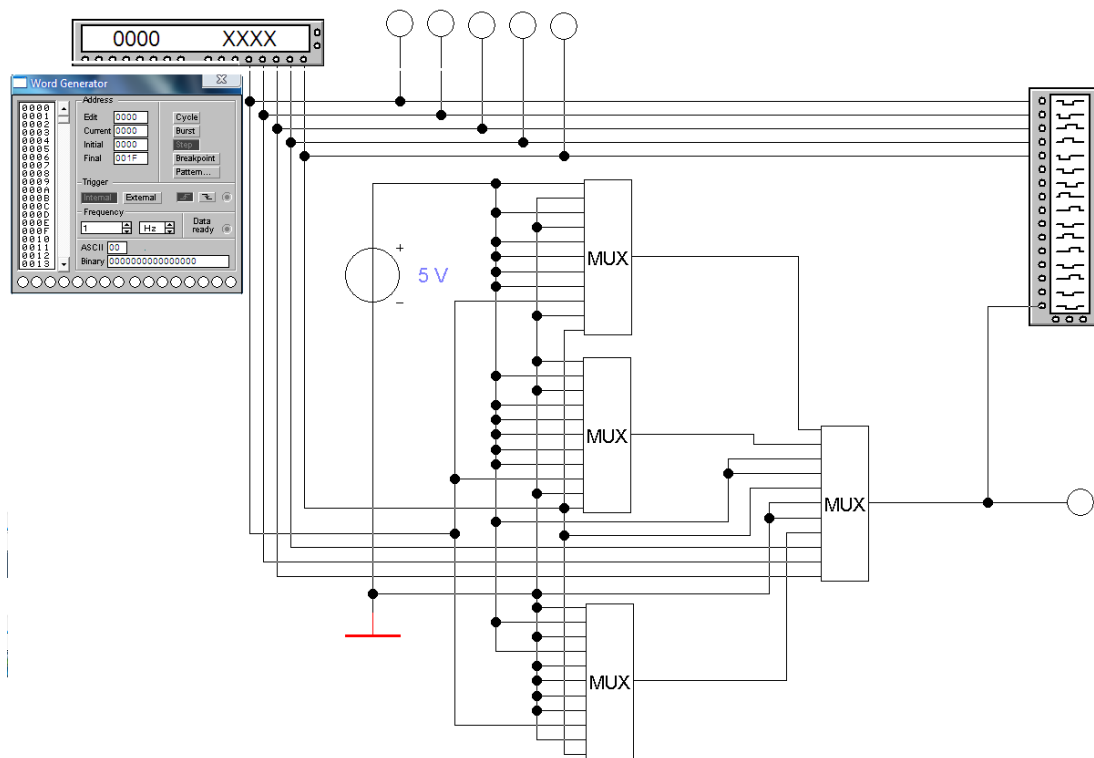 0000 XXXX
Word Generator
0000
0001
0002
0003
0004
0005
0006
0007
0008
0009
000A
000B
000C
000D
000E
000F
0010
0011
0012
0013
Address
Edit 0000
Current 0000
Initial 0000
Final 001F
Cycle
Burst
Step
Breakpoint
Pattern...
Trigger
Internal External
Frequency
1 Hz
Data
ready
ASCII 00
Binary 0000000000000000
+
5 V
−
MUX
MUX
MUX
MUX